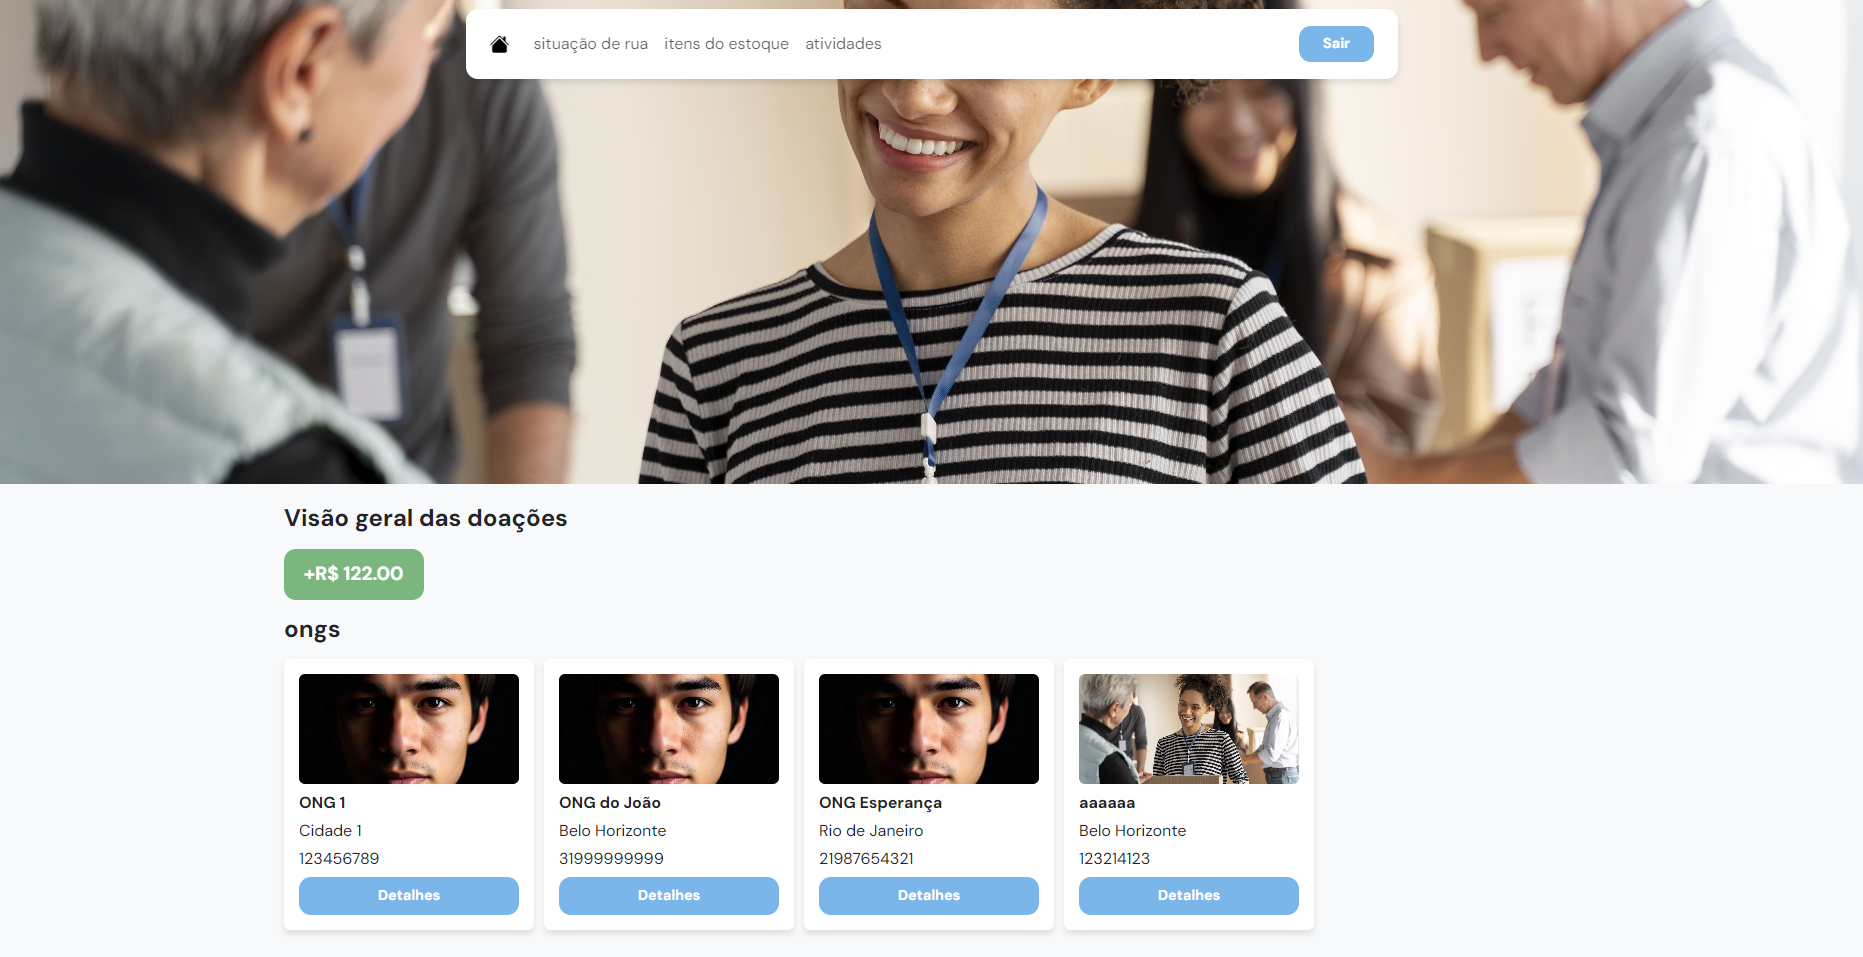 situação de rua itens do estoque atividades Sair
Visão geral das doações
+R$ 122.00
ongs
ONG 1
Cidade 1
123456789
Detalhes
ONG do João
Belo Horizonte
31999999999
Detalhes
ONG Esperança
Rio de Janeiro
21987654321
Detalhes
aaaaaa
Belo Horizonte
123214123
Detalhes